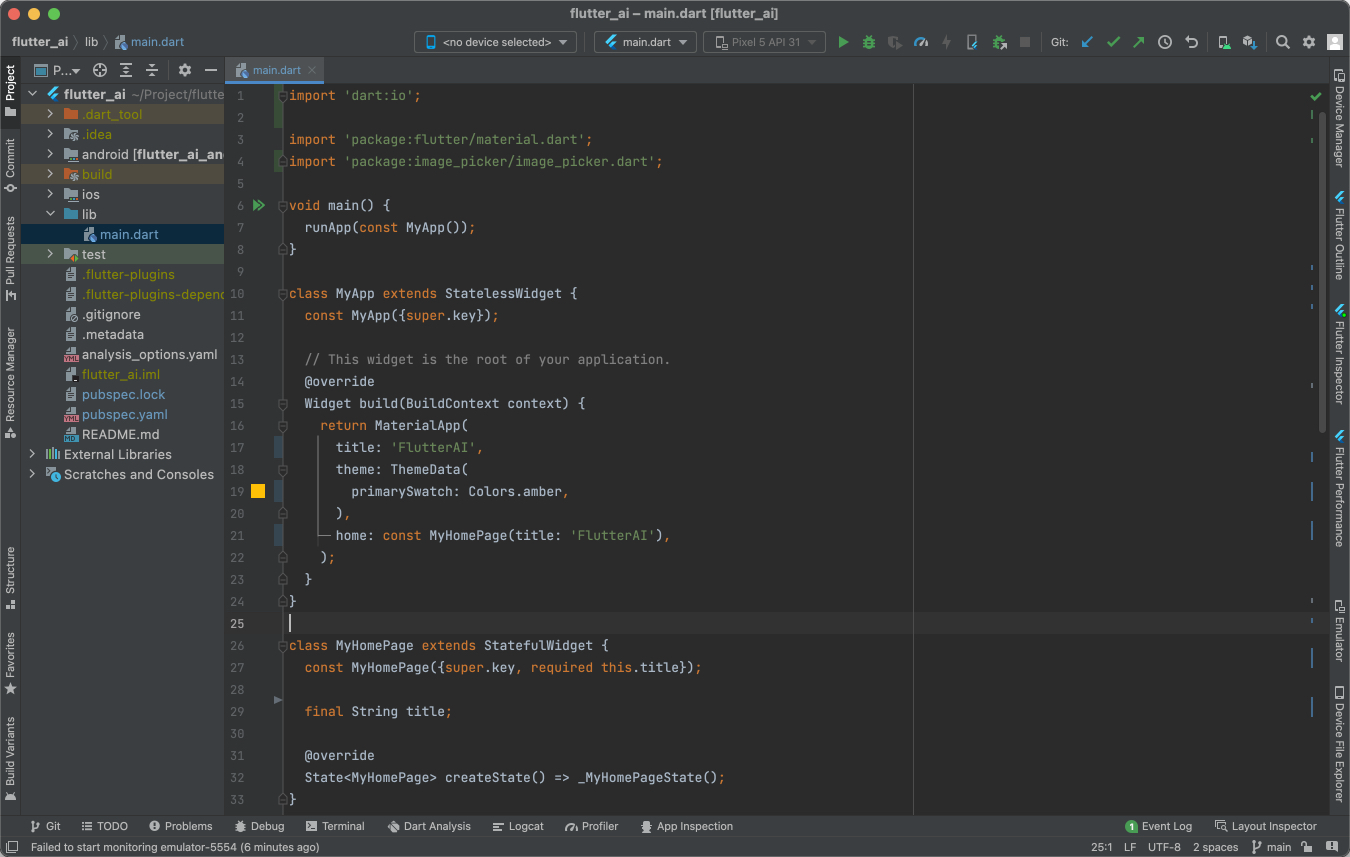 flutter_ai – main.dart [flutter_ai]
flutter_ai lib main.dart
<no device selected> main.dart Pixel 5 API 31 Git:
P... main.dart
Project
Commit
Pull Requests
Resource Manager
Structure
Favorites
Build Variants
flutter_ai ~/Project/flutte
.dart_tool
.idea
android [flutter_ai_an
build
ios
lib
main.dart
test
.flutter-plugins
.flutter-plugins-depend
.gitignore
.metadata
analysis_options.yaml
flutter_ai.iml
pubspec.lock
pubspec.yaml
README.md
External Libraries
Scratches and Consoles
1 import 'dart:io';
2
3 import 'package:flutter/material.dart';
4 import 'package:image_picker/image_picker.dart';
5
6 void main() {
7 runApp(const MyApp());
8 }
9
10 class MyApp extends StatelessWidget {
11 const MyApp({super.key});
12
13 // This widget is the root of your application.
14 @override
15 Widget build(BuildContext context) {
16 return MaterialApp(
17 title: 'FlutterAI',
18 theme: ThemeData(
19 primarySwatch: Colors.amber,
20 ),
21 home: const MyHomePage(title: 'FlutterAI'),
22 );
23 }
24 }
25
26 class MyHomePage extends StatefulWidget {
27 const MyHomePage({super.key, required this.title});
28
29 final String title;
30
31 @override
32 State<MyHomePage> createState() => _MyHomePageState();
33 }
Device Manager
Flutter Outline
Flutter Inspector
Flutter Performance
Emulator
Device File Explorer
Git TODO Problems Debug Terminal Dart Analysis Logcat Profiler App Inspection 1 Event Log Layout Inspector
Failed to start monitoring emulator-5554 (6 minutes ago) 25:1 LF UTF-8 2 spaces main